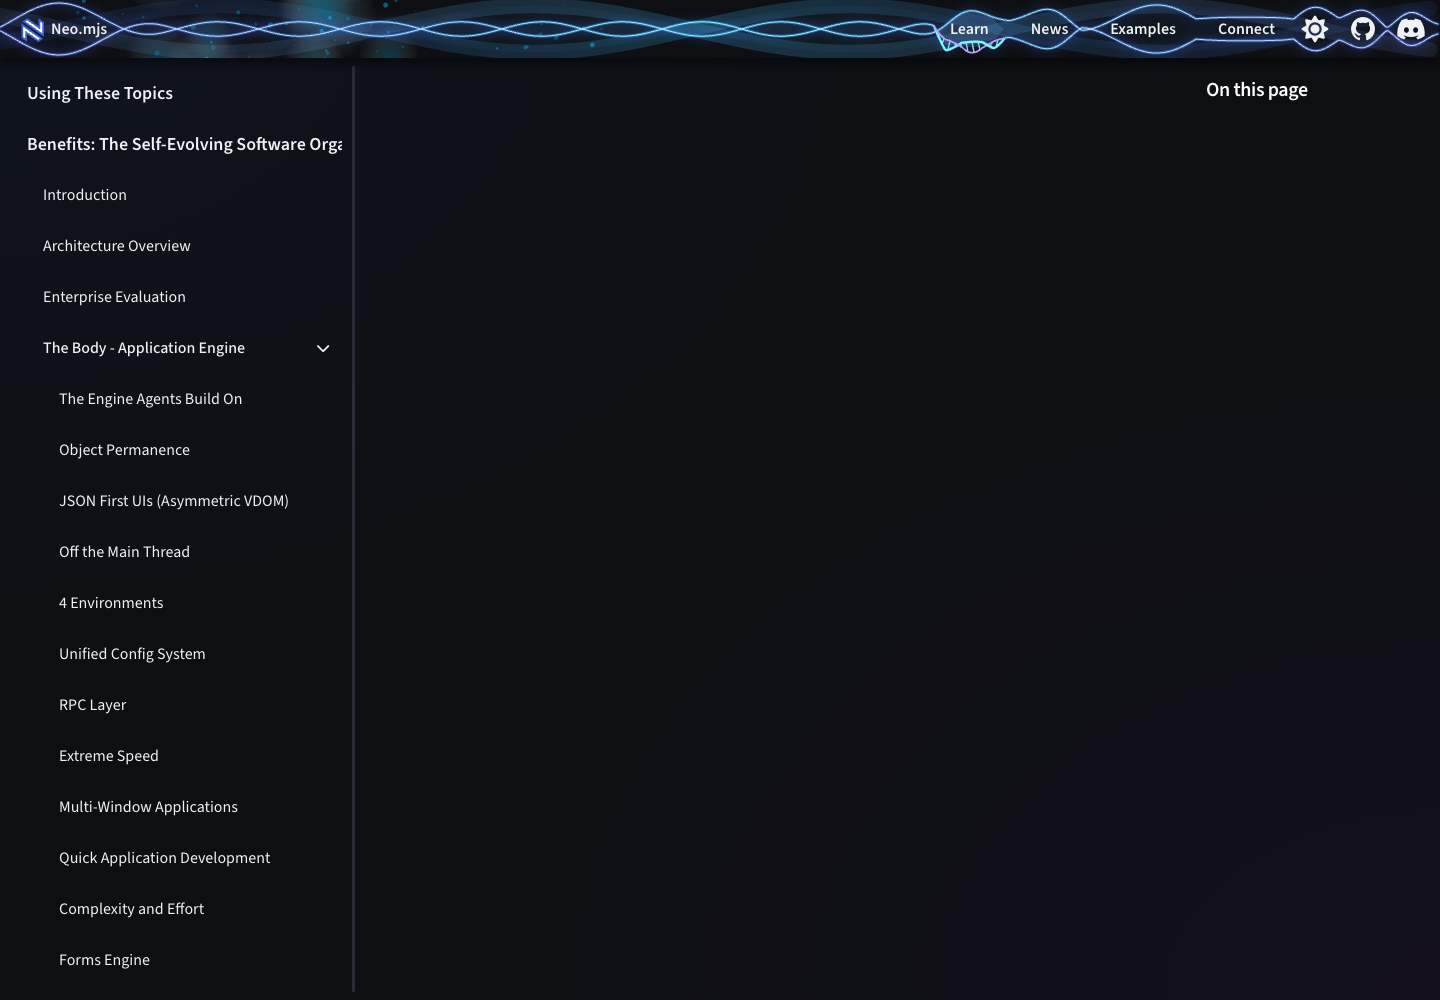 Neo.mjs
Learn
News
Examples
Connect
Using These Topics
Benefits: The Self-Evolving Software
Introduction
Architecture Overview
Enterprise Evaluation
The Body - Application Engine
The Engine Agents Build On
Object Permanence
JSON First UIs (Asymmetric VDOM)
Off the Main Thread
4 Environments
Unified Config System
RPC Layer
Extreme Speed
Multi-Window Applications
Quick Application Development
Complexity and Effort
Forms Engine
On this page